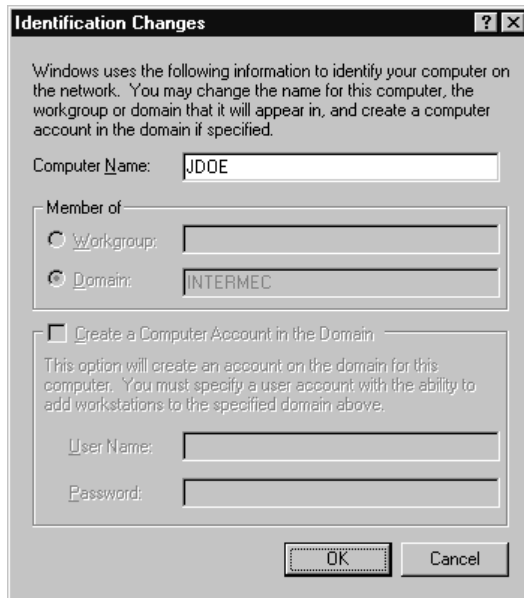 Identification Changes
Windows uses the following information to identify your computer on
the network. You may change the name for this computer, the
workgroup or domain that it will appear in, and create a computer
account in the domain if specified.
Computer Name: JDOE
Member of
Workgroup:
Domain: INTERMEC
Create a Computer Account in the Domain
This option will create an account on the domain for this
computer. You must specify a user account with the ability to
add workstations to the specified domain above.
User Name:
Password:
OK Cancel